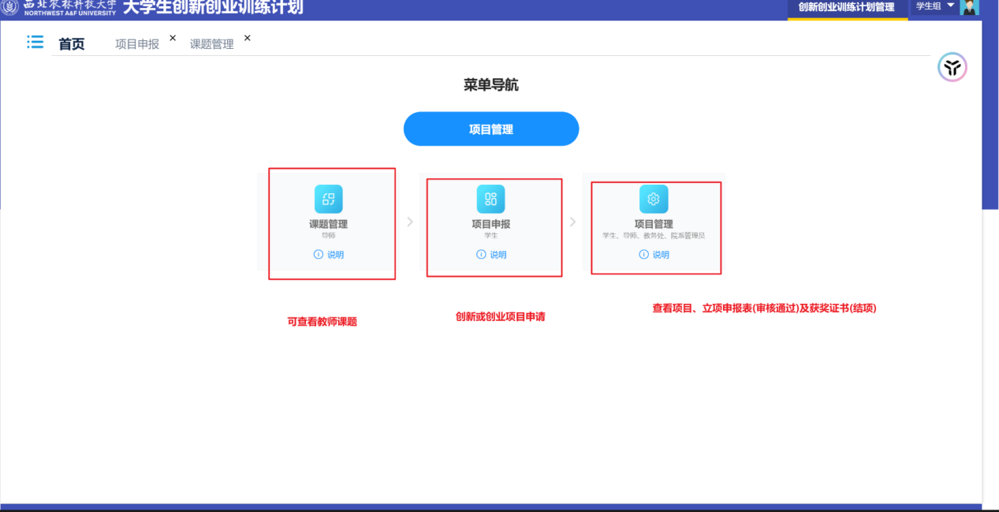 西北农林科技大学 大学生创新创业训练计划
NORTHWEST A&F UNIVERSITY
创新创业训练计划管理 学生组
首页 项目申报 × 课题管理 ×
菜单导航
项目管理
课题管理
导师
说明
项目申报
学生
说明
项目管理
学生、导师、教务处、院系管理员
说明
可查看教师课题
创新或创业项目申请
查看项目、立项申报表(审核通过)及获奖证书(结项)